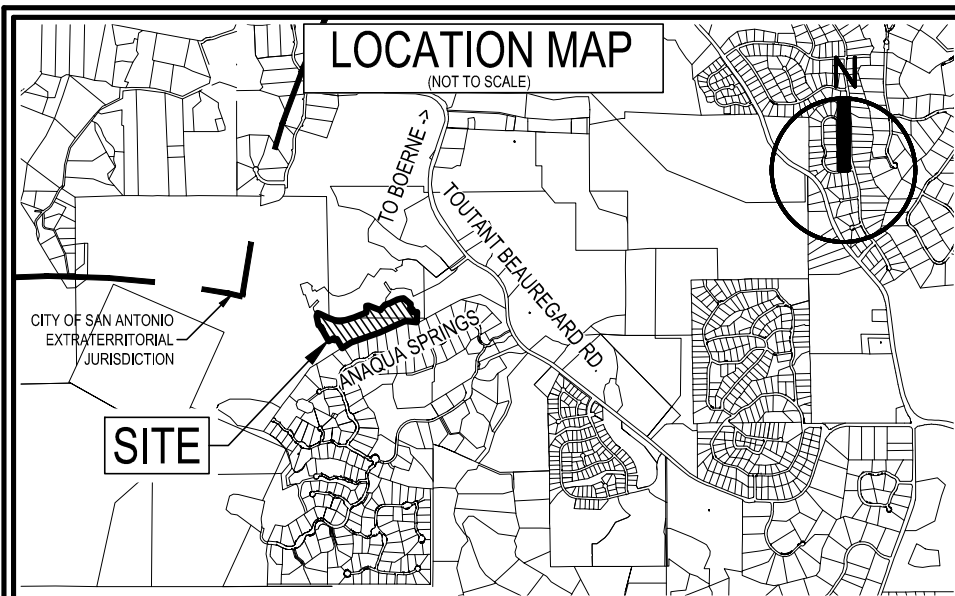 LOCATION MAP
(NOT TO SCALE)
N
TO BOERNE ->
TOUTANT BEAUREGARD RD.
CITY OF SAN ANTONIO
EXTRATERRITORIAL
JURISDICTION
ANAQUA SPRINGS
SITE